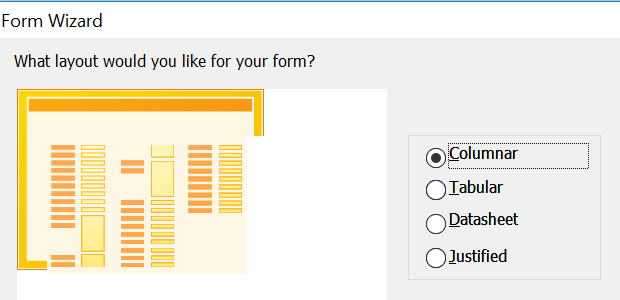 Form Wizard
What layout would you like for your form?
Columnar
Tabular
Datasheet
Justified